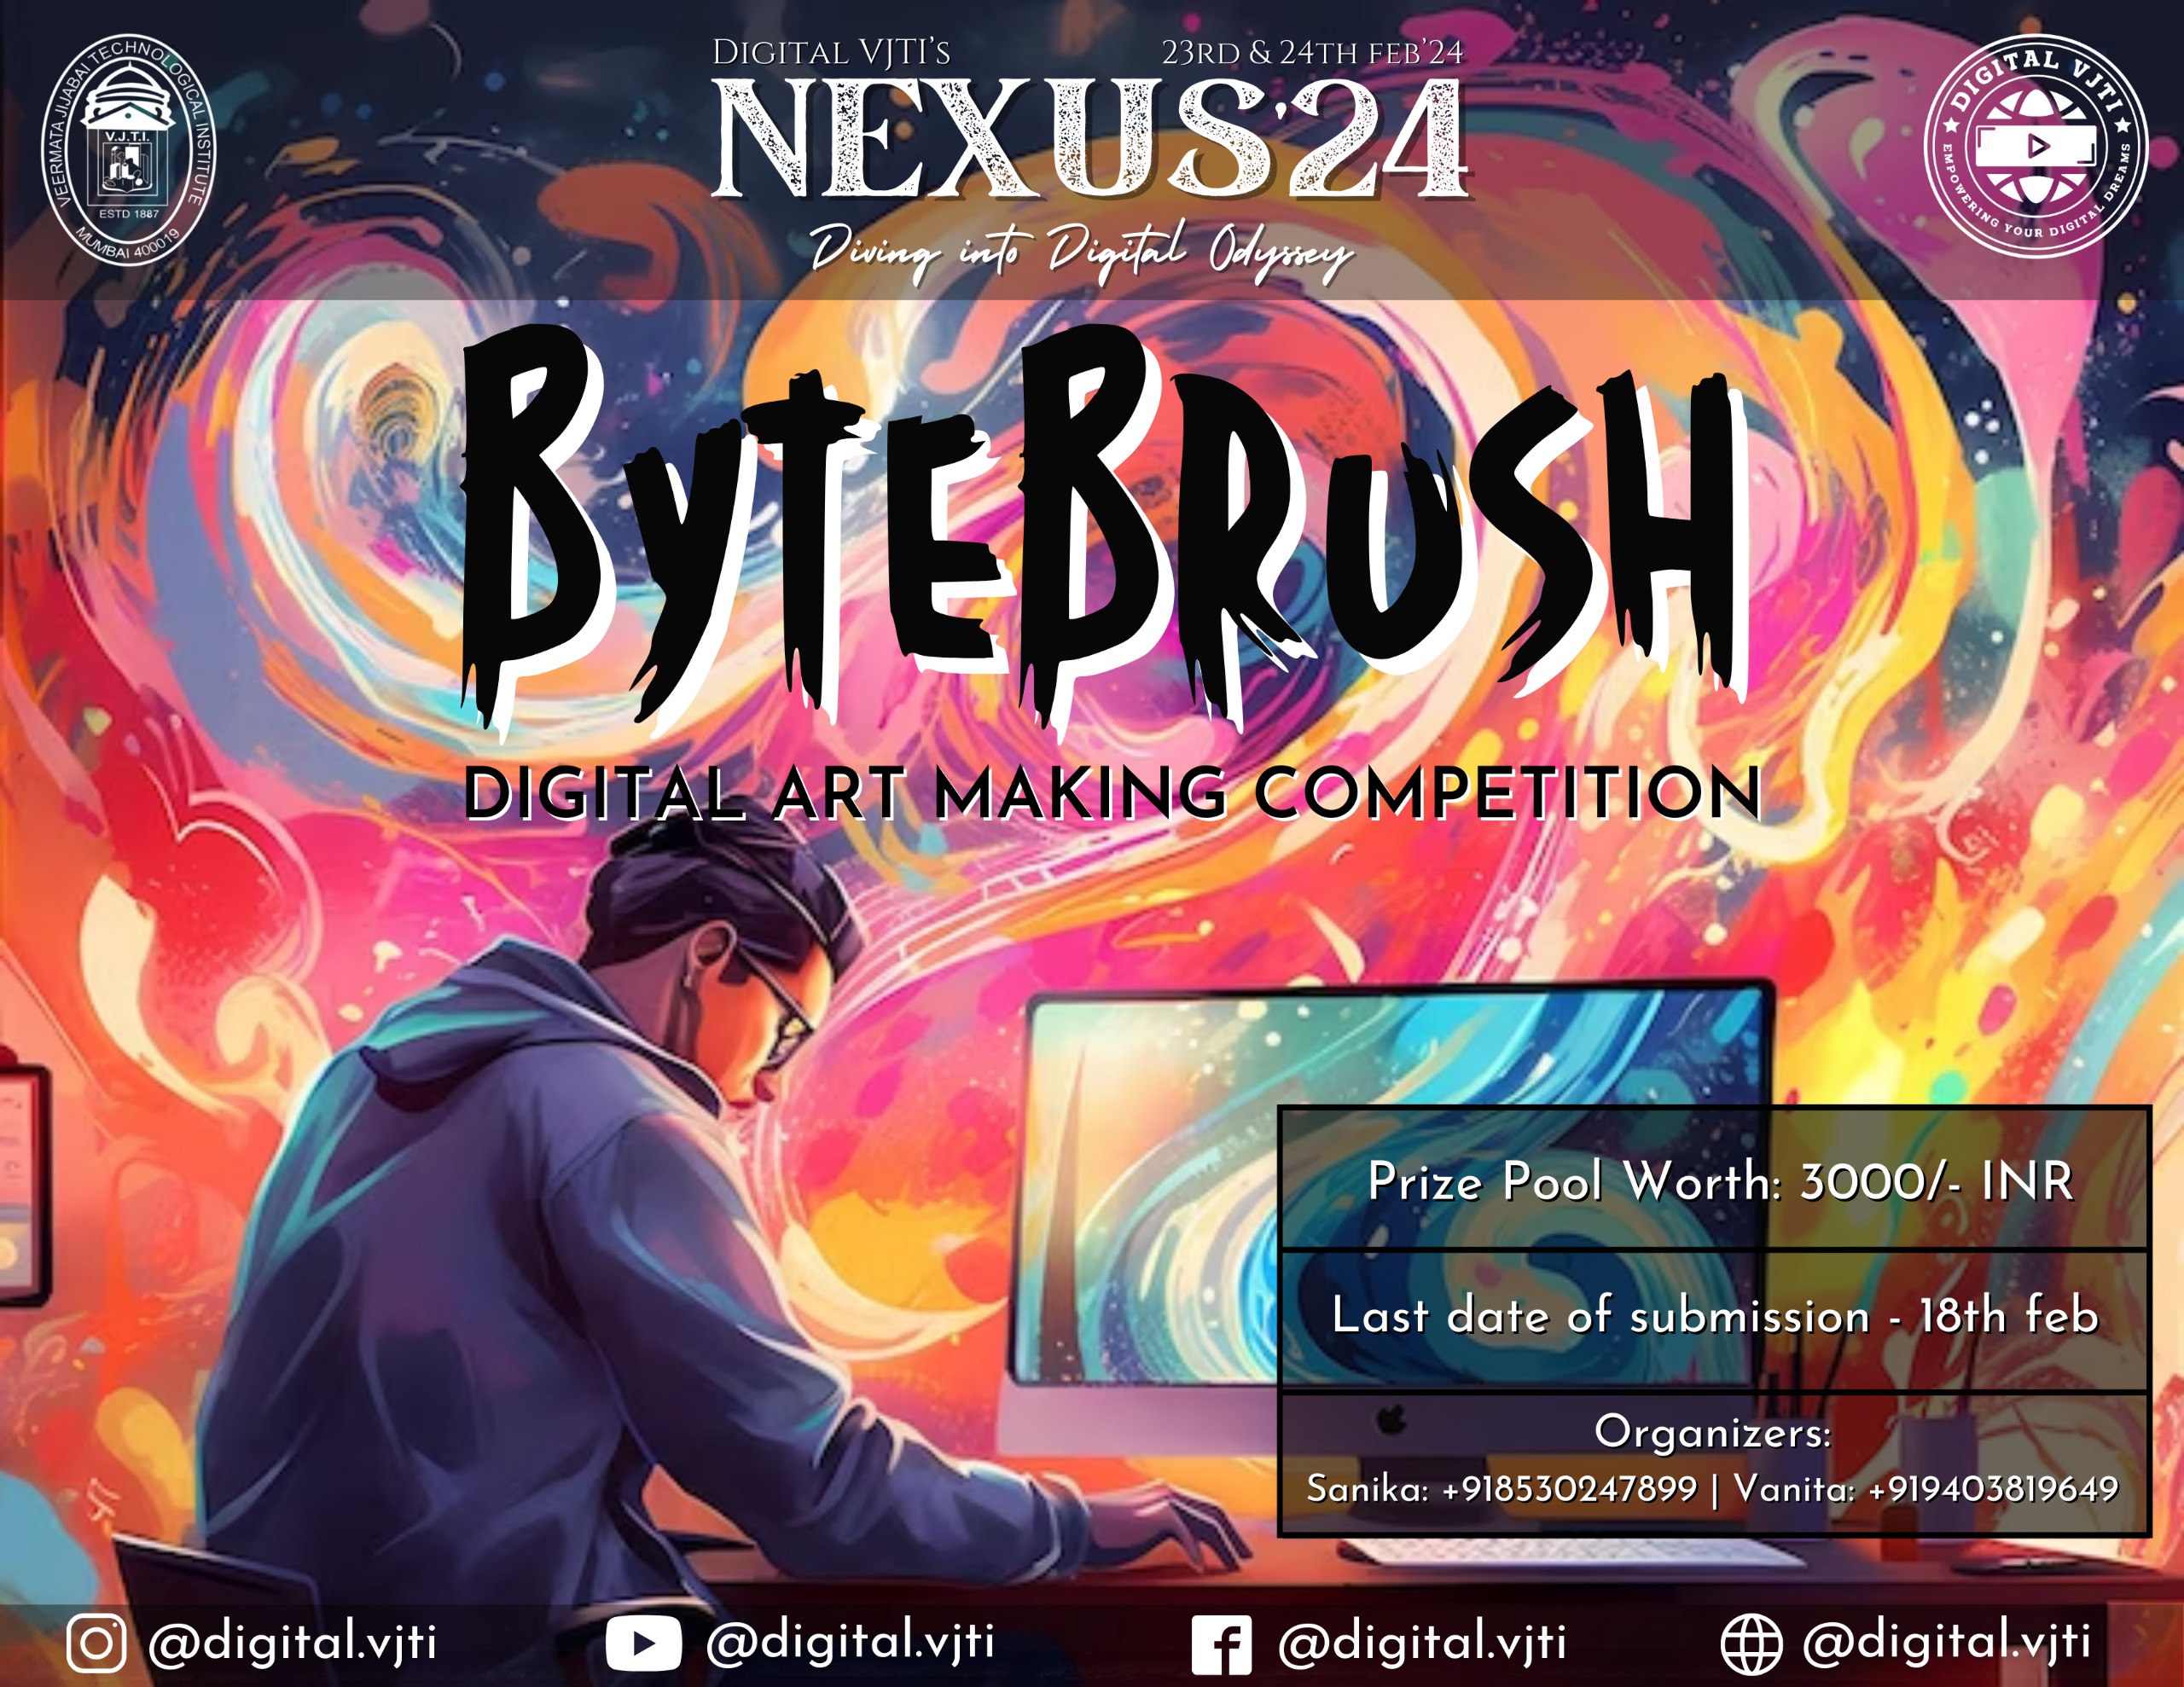 VEERMATA JIJABAI TECHNOLOGICAL INSTITUTE
V.J.T.I.
ESTD 1887
MUMBAI 400019
DIGITAL VJTI'S
23RD & 24TH FEB'24
NEXUS'24
Diving into Digital Odyssey
DIGITAL VJTI
EMPOWERING YOUR DIGITAL DREAMS
BYTEBRUSH
DIGITAL ART MAKING COMPETITION
Prize Pool Worth: 3000/- INR
Last date of submission - 18th feb
Organizers:
Sanika: +918530247899 | Vanita: +919403819649
@digital.vjti
@digital.vjti
@digital.vjti
@digital.vjti